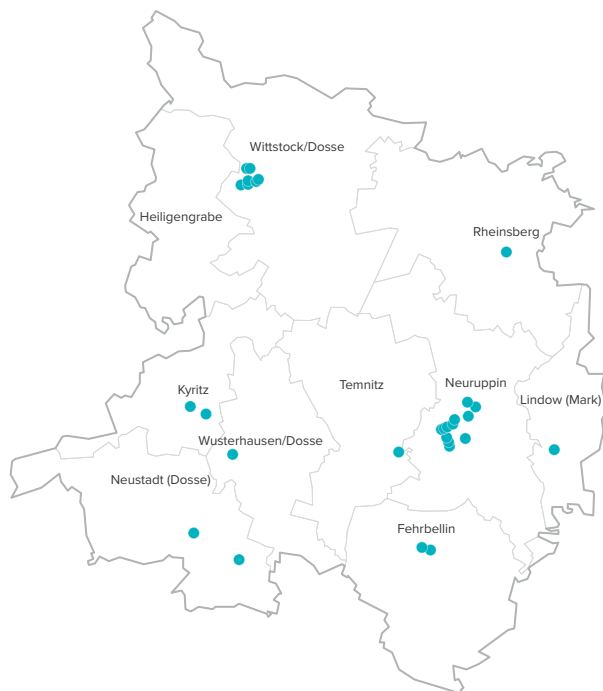 Wittstock/Dosse
Heiligengrabe
Rheinsberg
Kyritz
Temnitz
Neuruppin
Lindow (Mark)
Wusterhausen/Dosse
Neustadt (Dosse)
Fehrbellin